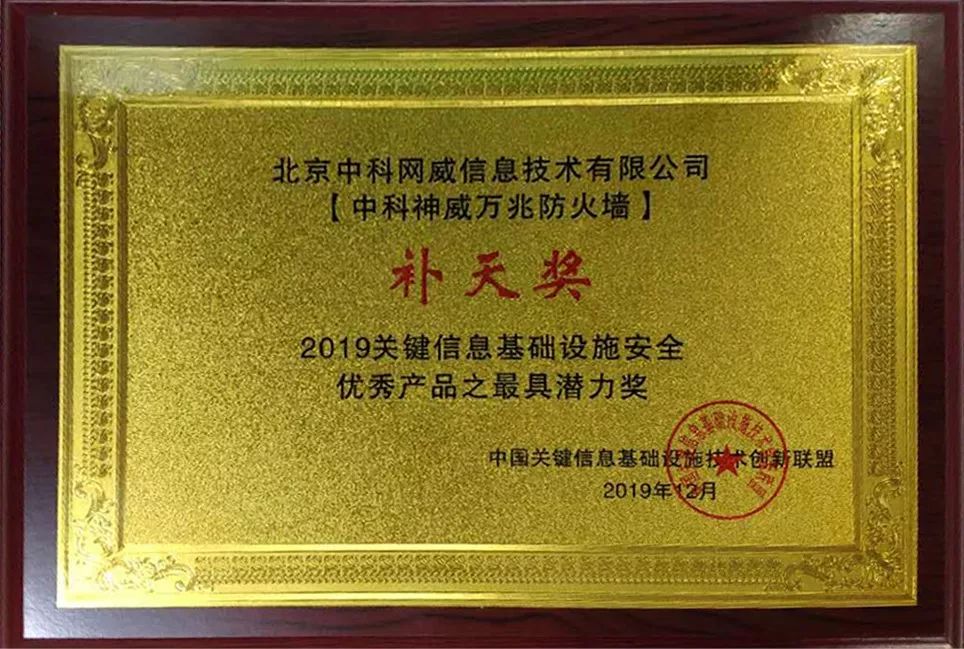 北京中科网威信息技术有限公司
【中科神威万兆防火墙】
补天奖
2019关键信息基础设施安全
优秀产品之最具潜力奖
中国关键信息基础设施技术创新联盟
2019年12月